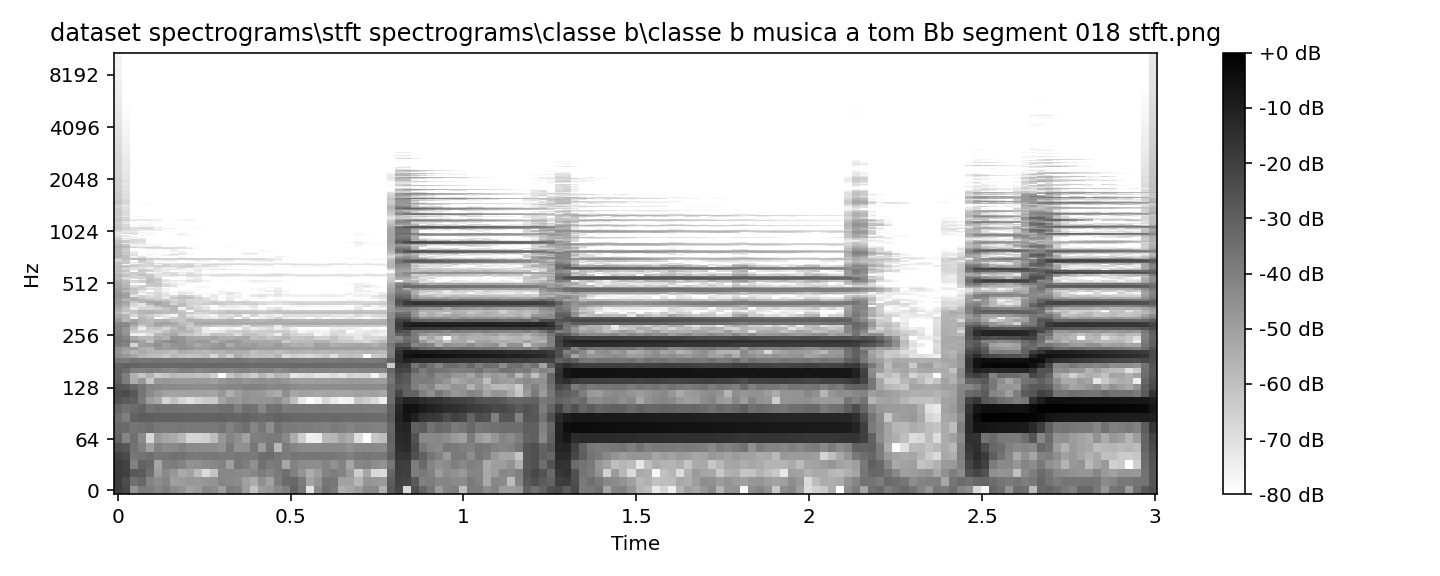 dataset spectrograms\stft spectrograms\classe b\classe b musica a tom Bb segment 018 stft.png
8192
4096
2048
1024
512
256
128
64
0
Hz
0
0.5
1
1.5
2
2.5
3
Time
+0 dB
-10 dB
-20 dB
-30 dB
-40 dB
-50 dB
-60 dB
-70 dB
-80 dB